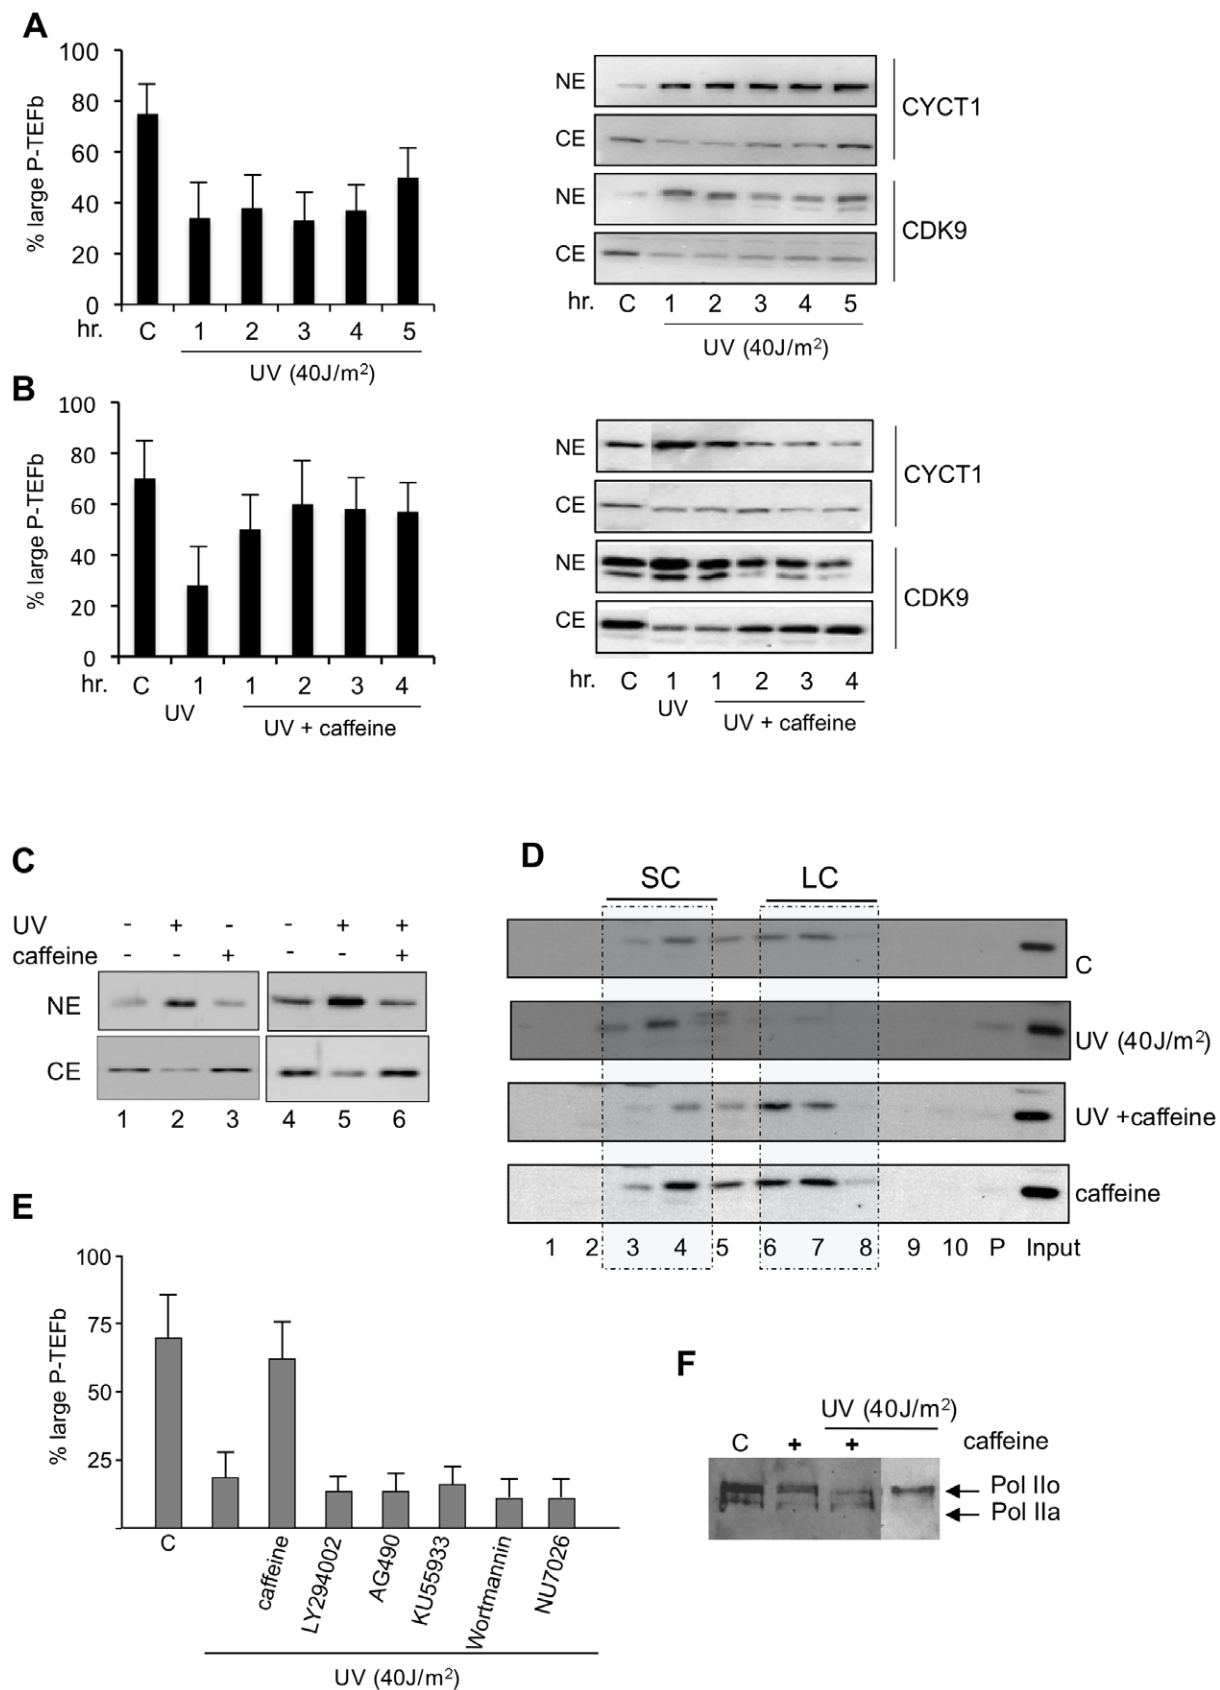 A
100
80
60
40
20
0
% large P-TEFb
hr. C 1 2 3 4 5
UV (40J/m²)
NE
CE
CYCT1
NE
CE
CDK9
hr. C 1 2 3 4 5
UV (40J/m²)
B
100
80
60
40
20
0
% large P-TEFb
hr. C 1 1 2 3 4
UV UV + caffeine
NE
CE
CYCT1
NE
CE
CDK9
hr. C 1 1 2 3 4
UV UV + caffeine
C
UV - + - - + +
caffeine - - + - - +
NE
CE
1 2 3 4 5 6
D
SC LC
C
UV (40J/m²)
UV +caffeine
caffeine
1 2 3 4 5 6 7 8 9 10 P Input
E
100
75
50
25
% large P-TEFb
C caffeine LY294002 AG490 KU55933 Wortmannin NU7026
UV (40J/m²)
F
UV (40J/m²)
C + + caffeine
Pol IIo
Pol IIa